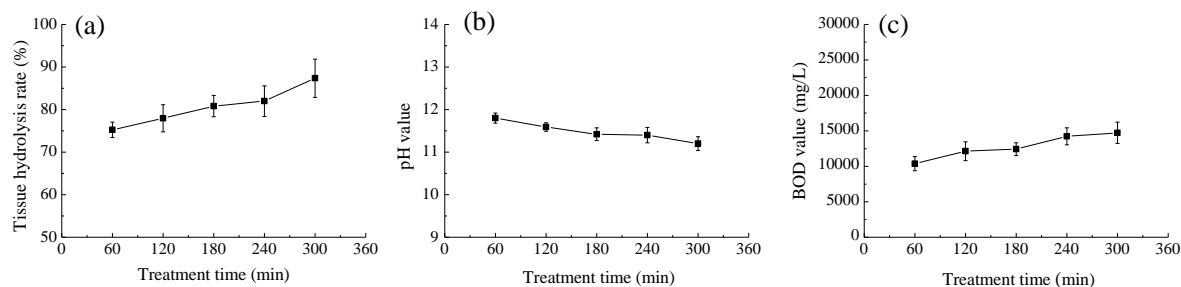 (a)
Tissue hydrolysis rate (%)
100
90
80
70
60
50
0 60 120 180 240 300 360
Treatment time (min)
(b)
pH value
14
13
12
11
10
9
0 60 120 180 240 300 360
Treatment time (min)
(c)
BOD value (mg/L)
30000
25000
20000
15000
10000
5000
0
0 60 120 180 240 300 360
Treatment time (min)